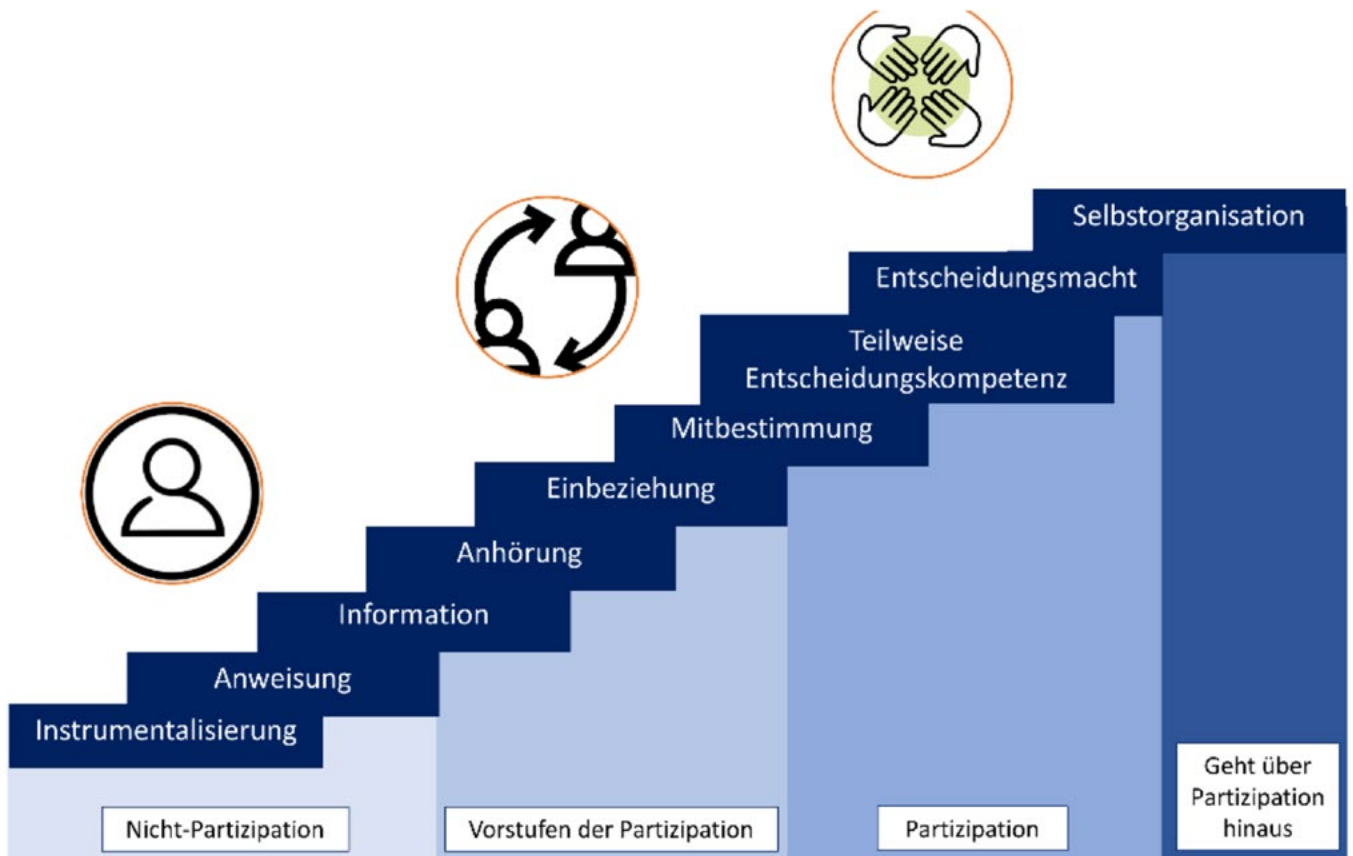 Selbstorganisation
Entscheidungsmacht
Teilweise
Entscheidungskompetenz
Mitbestimmung
Einbeziehung
Anhörung
Information
Anweisung
Instrumentalisierung
Nicht-Partizipation
Vorstufen der Partizipation
Partizipation
Geht über
Partizipation
hinaus